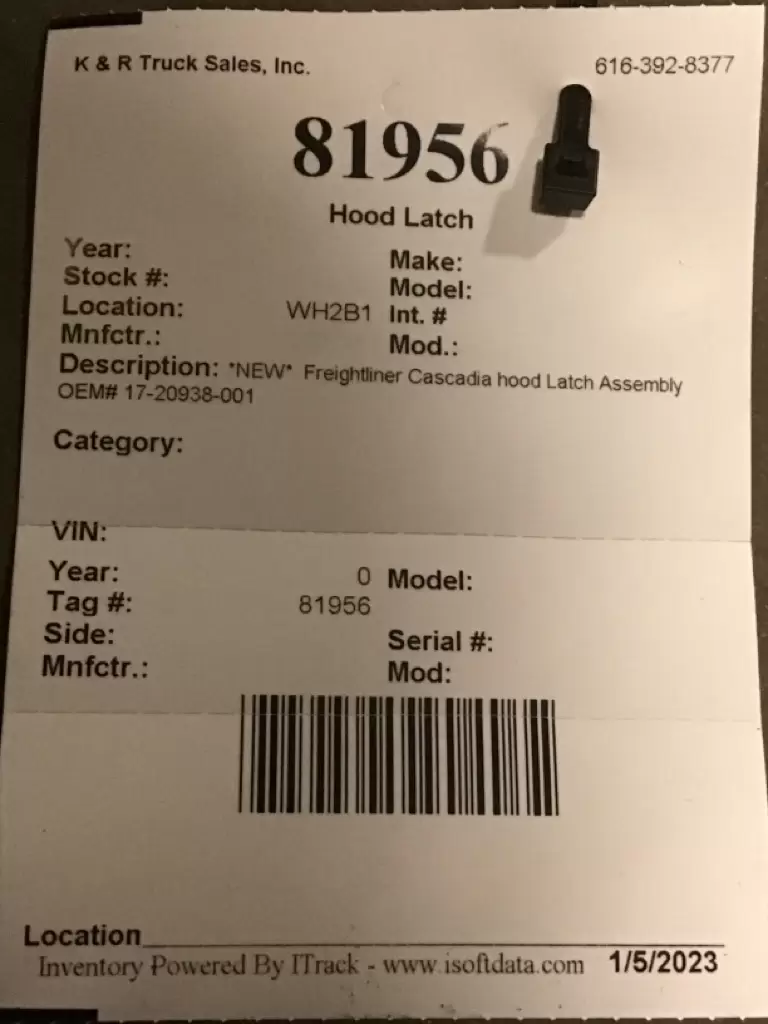 K & R Truck Sales, Inc. 616-392-8377
81956
Hood Latch
Year: Make:
Stock #: Model:
Location: WH2B1 Int. #
Mnfctr.: Mod.:
Description: *NEW* Freightliner Cascadia hood Latch Assembly
OEM# 17-20938-001
Category:
VIN:
Year: 0 Model:
Tag #: 81956
Side: Serial #:
Mnfctr.: Mod:
Location
Inventory Powered By ITrack - www.isoftdata.com 1/5/2023